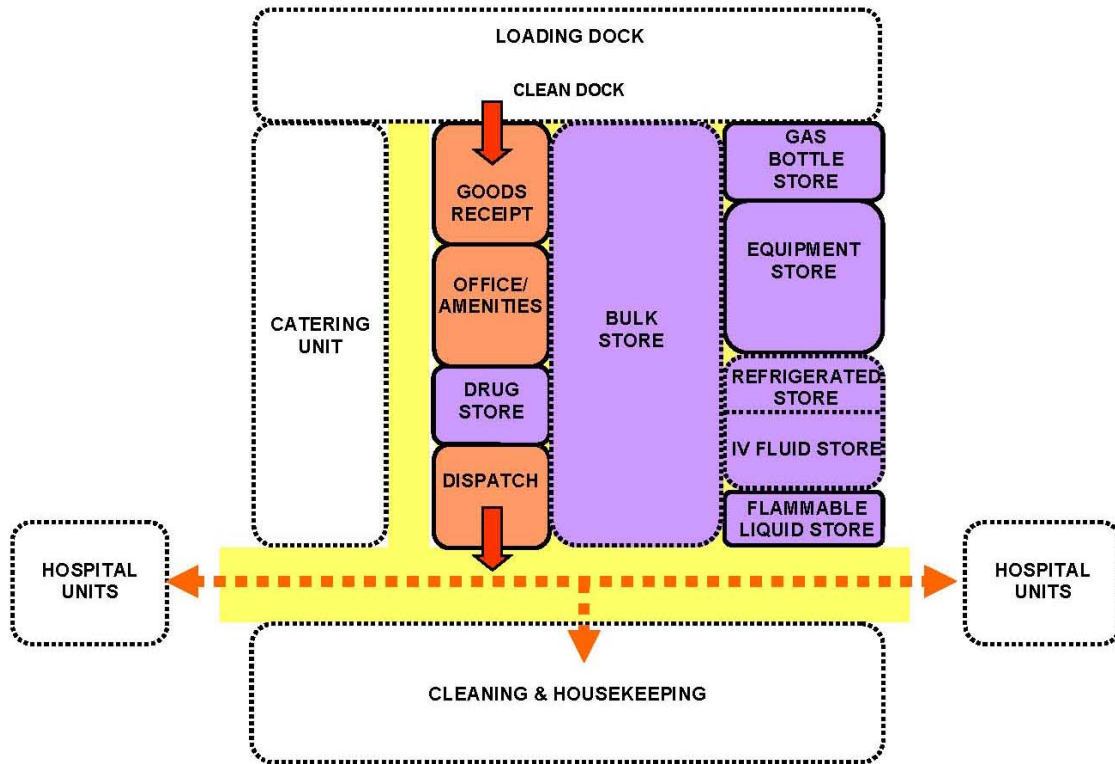 LOADING DOCK
CLEAN DOCK
GOODS
RECEIPT
OFFICE/
AMENITIES
CATERING
UNIT
DRUG
STORE
DISPATCH
BULK
STORE
GAS
BOTTLE
STORE
EQUIPMENT
STORE
REFRIGERATED
STORE
IV FLUID STORE
FLAMMABLE
LIQUID STORE
HOSPITAL
UNITS
HOSPITAL
UNITS
CLEANING & HOUSEKEEPING